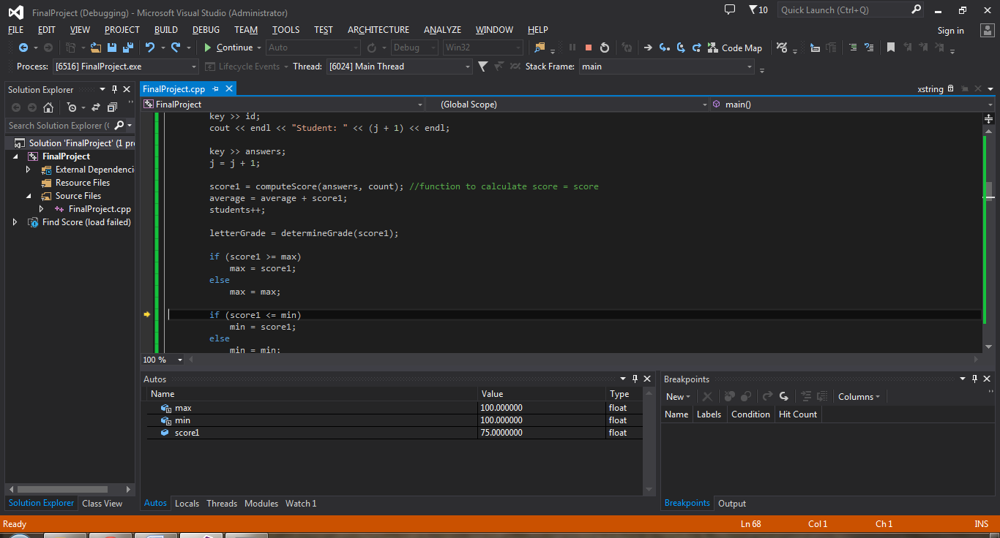 FinalProject (Debugging) - Microsoft Visual Studio (Administrator)
10
Quick Launch (Ctrl+Q)
FILE EDIT VIEW PROJECT BUILD DEBUG TEAM TOOLS TEST ARCHITECTURE ANALYZE WINDOW HELP
Sign in
Continue Auto Debug Win32 Code Map
Process: [6516] FinalProject.exe Lifecycle Events Thread: [6024] Main Thread Stack Frame: main
Solution Explorer
Search Solution Explorer (
Solution 'FinalProject' (1 pr
FinalProject
External Dependenci
Resource Files
Source Files
FinalProject.cpp
Find Score (load failed)
Solution Explorer Class View
FinalProject.cpp
xstring
FinalProject (Global Scope) main()
key >> id;
cout << endl << "Student: " << (j + 1) << endl;
key >> answers;
j = j + 1;
score1 = computeScore(answers, count); //function to calculate score = score
average = average + score1;
students++;
letterGrade = determineGrade(score1);
if (score1 >= max)
max = score1;
else
max = max;
if (score1 <= min)
min = score1;
else
min = min;
100 %
Autos
Name Value Type
max 100.000000 float
min 100.000000 float
score1 75.0000000 float
Autos Locals Threads Modules Watch 1
Breakpoints
New Columns
Name Labels Condition Hit Count
Breakpoints Output
Ready Ln 68 Col 1 Ch 1 INS